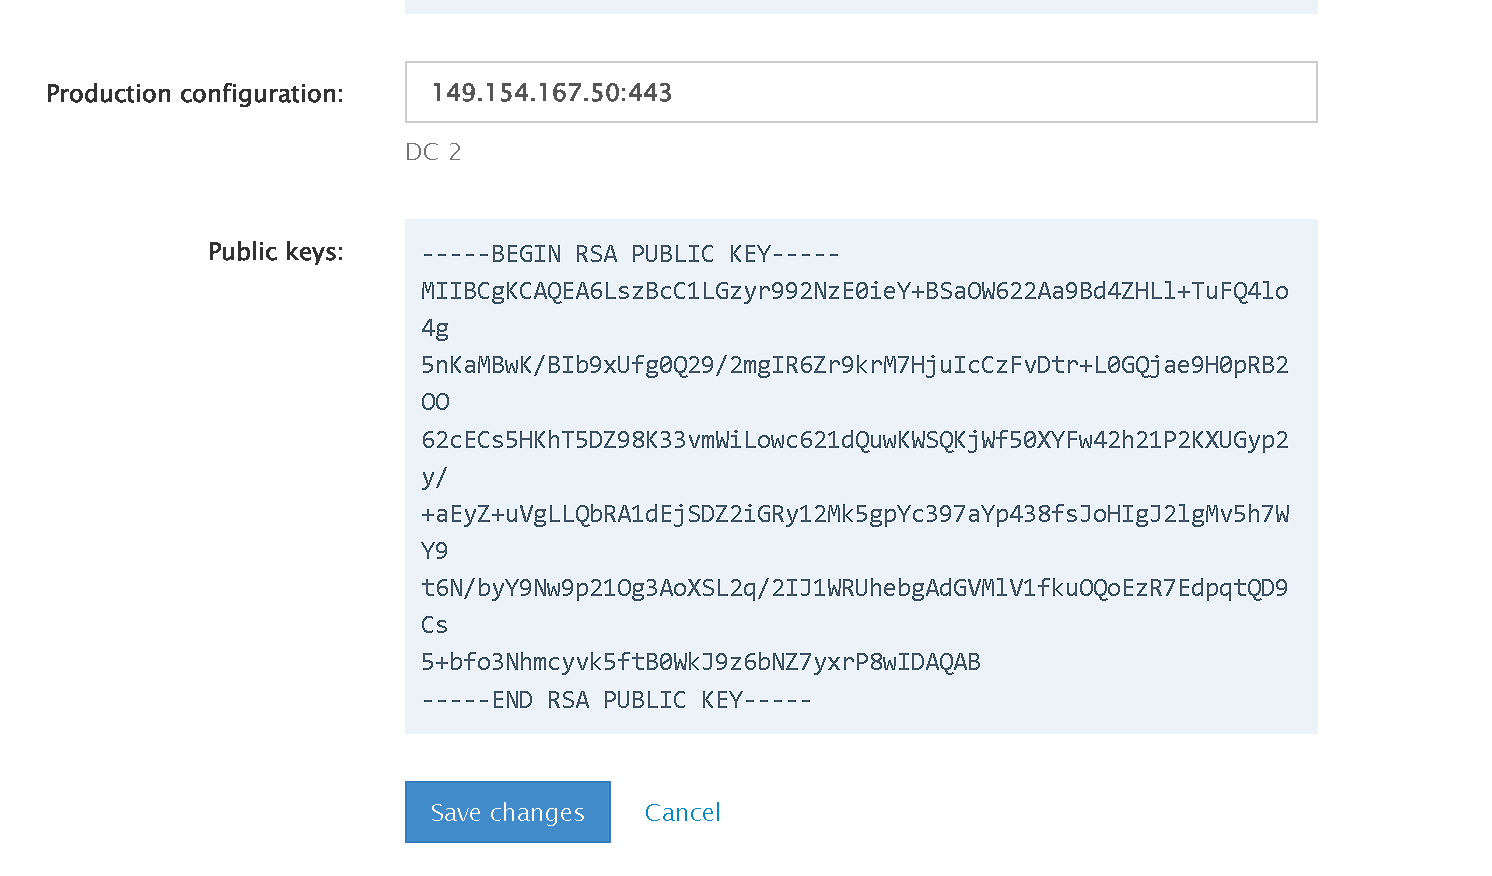 Production configuration:
149.154.167.50:443
DC 2
Public keys:
-----BEGIN RSA PUBLIC KEY-----
MIIBCgKCAQEA6LszBcC1LGzyr992NzE0ieY+BSaOW622Aa9Bd4ZHLl+TuFQ4lo
4g
5nKaMBwK/BIb9xUfg0Q29/2mgIR6Zr9krM7HjuIcCzFvDtr+L0GQjae9H0pRB2
OO
62cECs5HKhT5DZ98K33vmWiLowc621dQuwKWSQKjWf50XYFw42h21P2KXUGyp2
y/
+aEyZ+uVgLLQbRA1dEjSDZ2iGRy12Mk5gpYc397aYp438fsJoHIgJ2lgMv5h7W
Y9
t6N/byY9Nw9p21Og3AoXSL2q/2IJ1WRUhebgAdGVMlV1fkuOQoEzR7EdpqtQD9
Cs
5+bfo3Nhmcyvk5ftB0WkJ9z6bNZ7yxrP8wIDAQAB
-----END RSA PUBLIC KEY-----
Save changes
Cancel